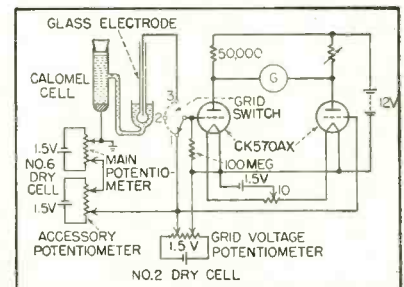 GLASS ELECTRODE
50,000
CALOMEL
CELL
G
3
2
1
GRID
SWITCH
12V
CK570AX
1.5V
NO.6
DRY
CELL
MAIN
POTENTIO-
METER
100 MEG
1.5V
10
1.5V
ACCESSORY
POTENTIOMETER
1.5 V
GRID VOLTAGE
POTENTIOMETER
NO.2 DRY CELL